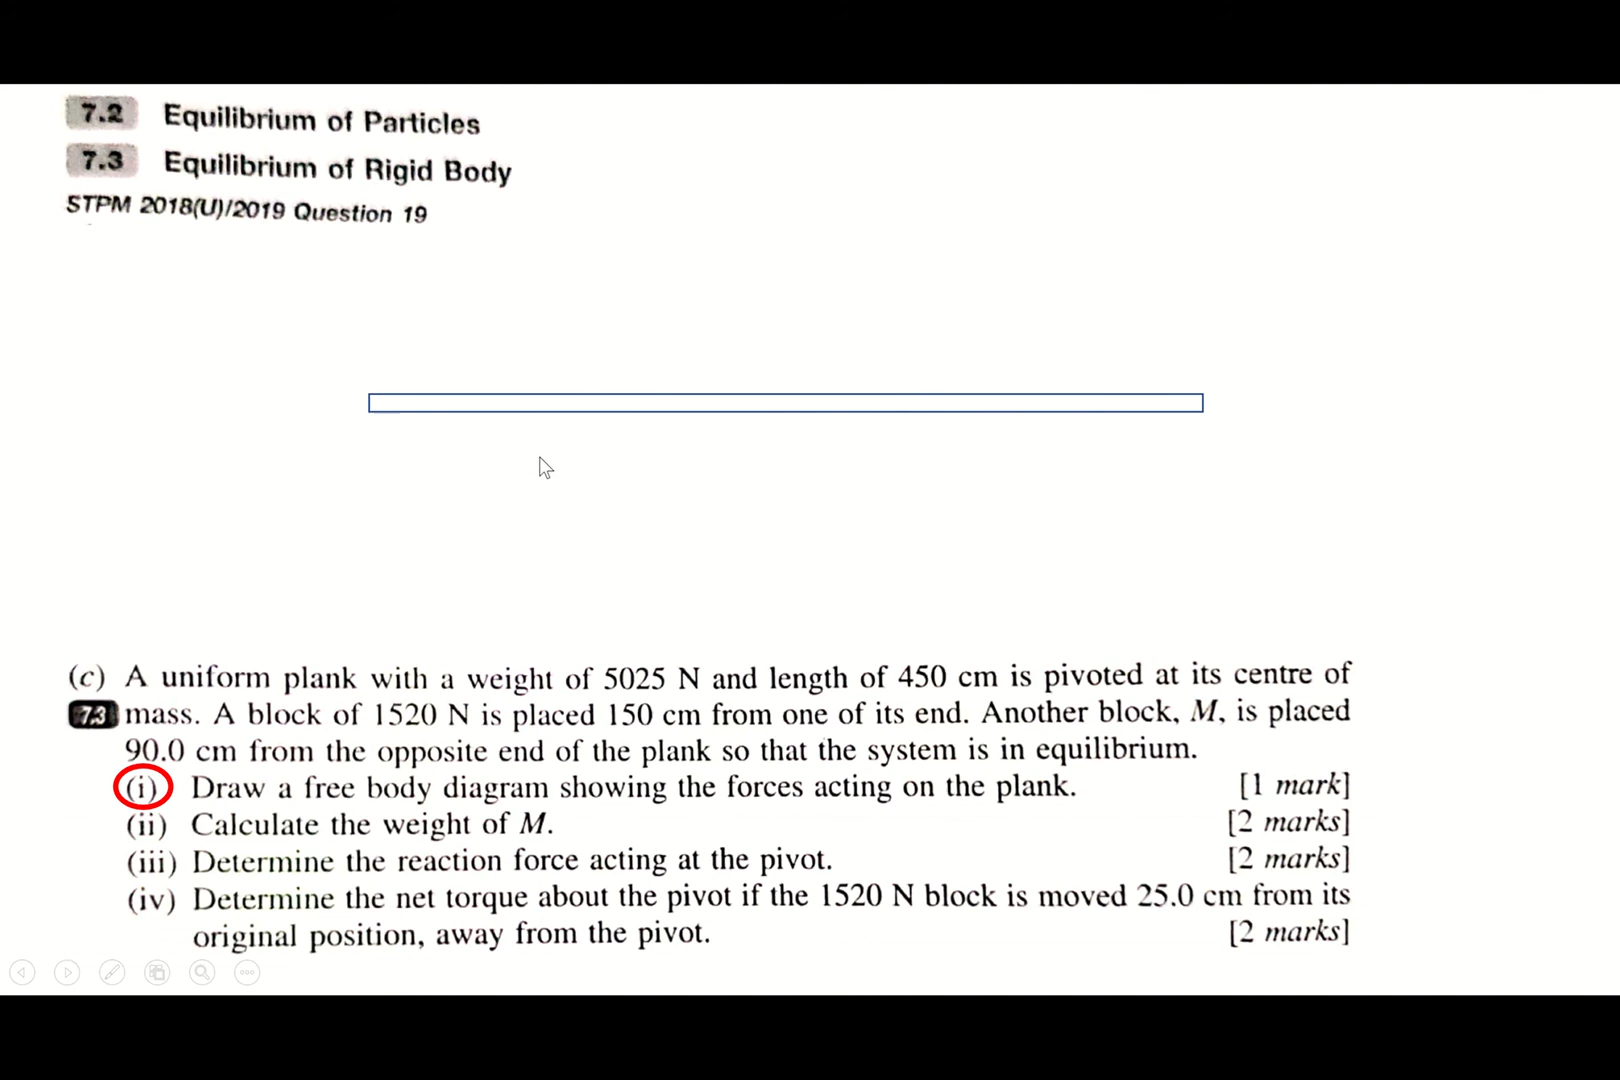 7.2 Equilibrium of Particles
7.3 Equilibrium of Rigid Body
STPM 2018(U)/2019 Question 19
(c) A uniform plank with a weight of 5025 N and length of 450 cm is pivoted at its centre of
7.3 mass. A block of 1520 N is placed 150 cm from one of its end. Another block, M, is placed
90.0 cm from the opposite end of the plank so that the system is in equilibrium.
(i) Draw a free body diagram showing the forces acting on the plank. [1 mark]
(ii) Calculate the weight of M. [2 marks]
(iii) Determine the reaction force acting at the pivot. [2 marks]
(iv) Determine the net torque about the pivot if the 1520 N block is moved 25.0 cm from its
original position, away from the pivot. [2 marks]